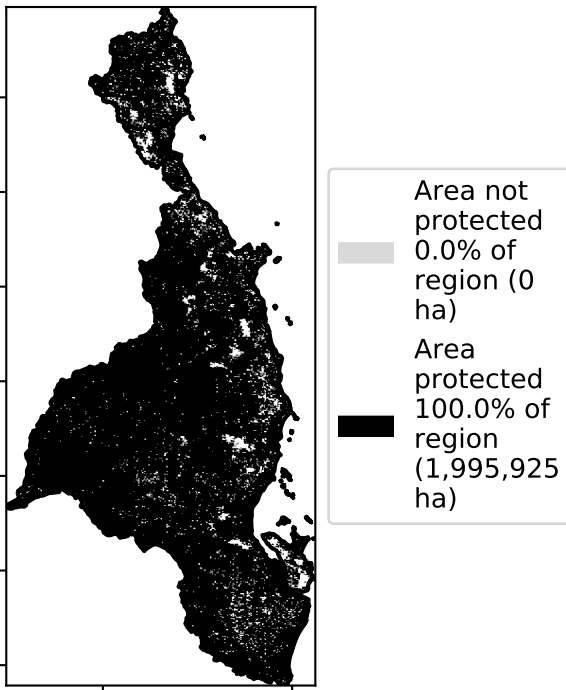 Area not
protected
0.0% of
region (0
ha)
Area
protected
100.0% of
region
(1,995,925
ha)